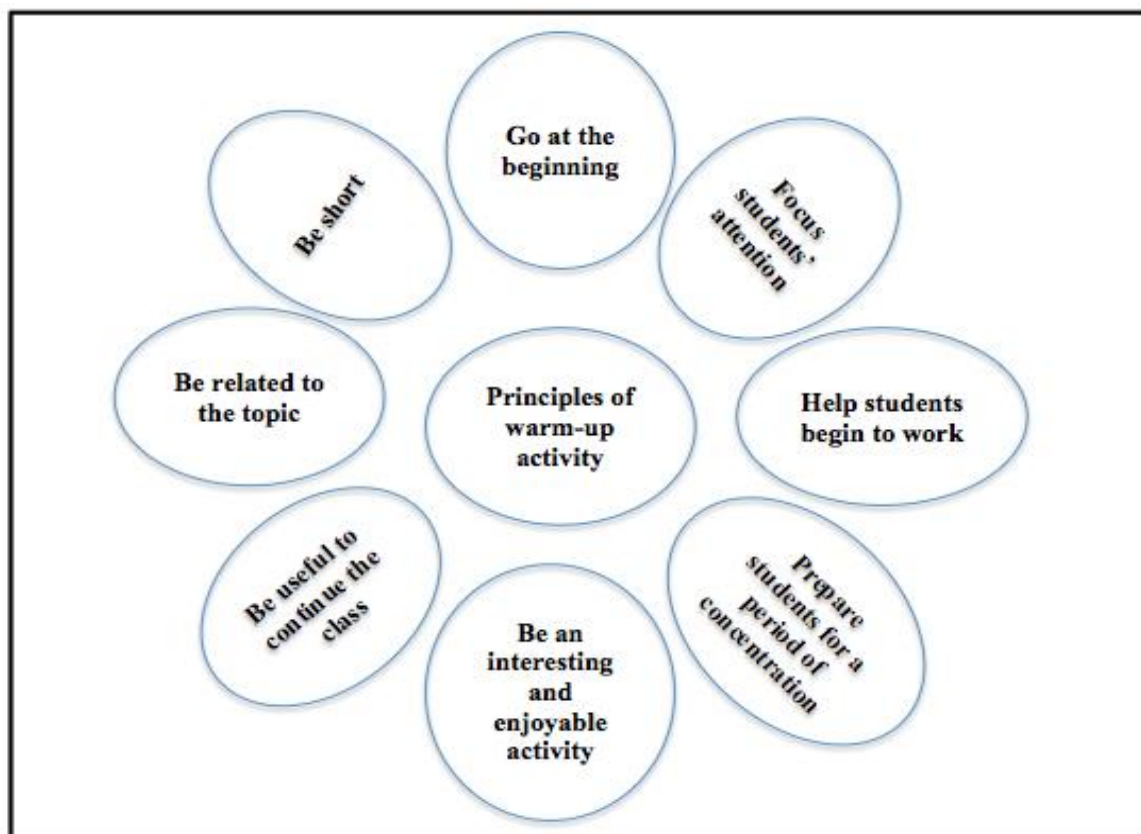 Go at the
beginning
Focus
students’
attention
Help students
begin to work
Prepare
students for a
period of
concentration
Be an
interesting
and
enjoyable
activity
Be useful to
continue the
class
Be related to
the topic
Be short
Principles of
warm-up
activity